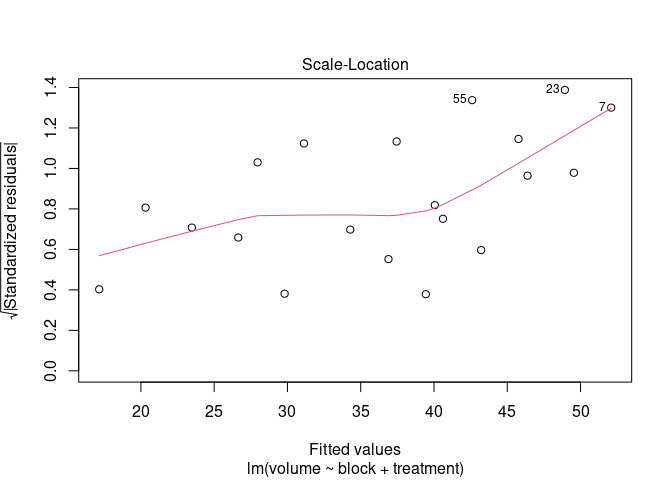 Scale-Location
√|Standardized residuals|
1.4
1.2
1.0
0.8
0.6
0.4
0.2
0.0
55
23
7
20 25 30 35 40 45 50
Fitted values
lm(volume ~ block + treatment)